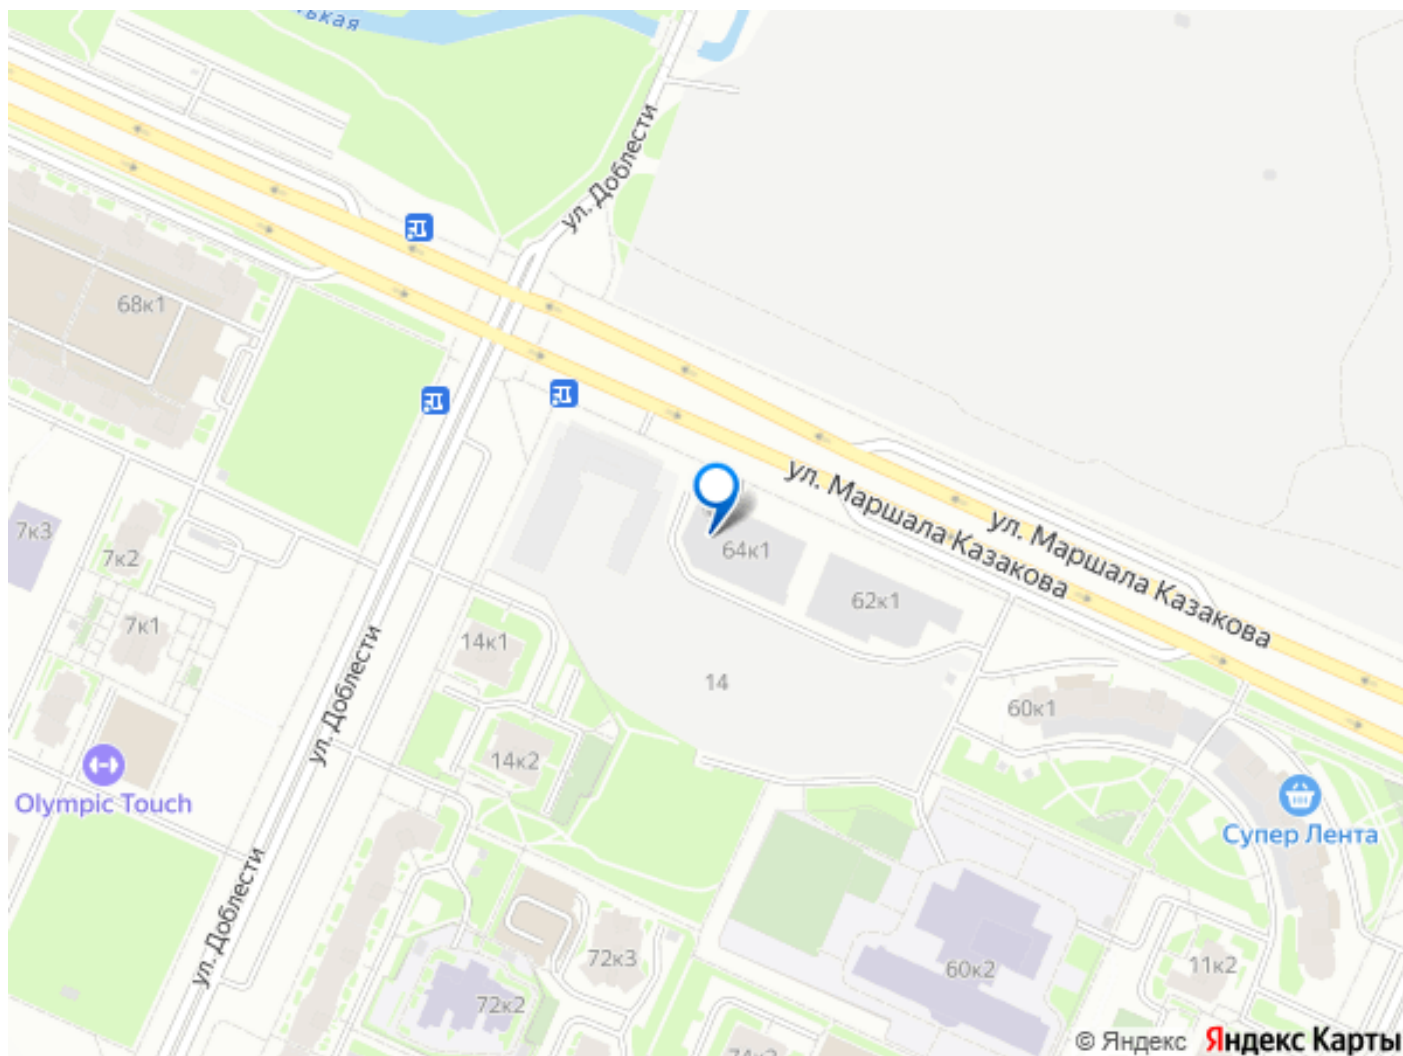 ул. Доблести
68к1
ул. Маршала Казакова
ул. Маршала Казакова
7к3
7к2
64к1
62к1
7к1
14к1
14
ул. Доблести
60к1
14к2
Olympic Touch
Супер Лента
ул. Доблести
72к3
60к2
11к2
72к2
© Яндекс Яндекс Карты